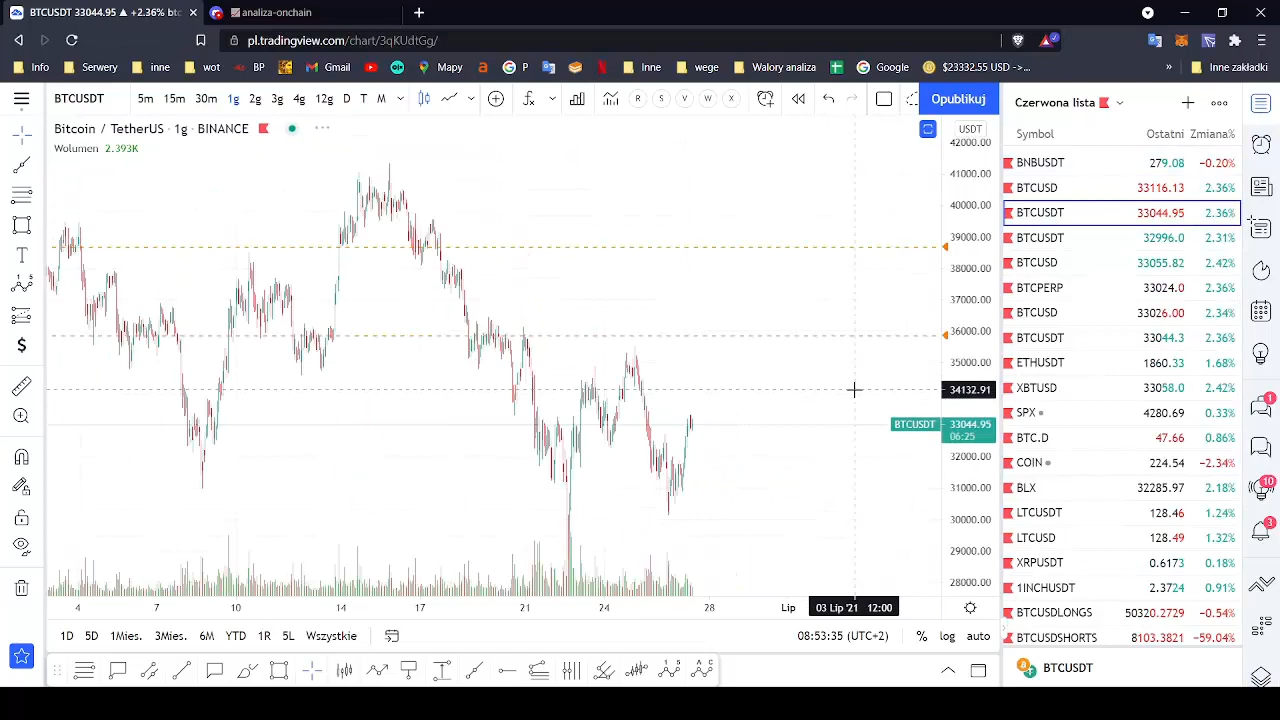 BTCUSDT 33044.95 ▲ +2.36% btc
analiza-onchain
pl.tradingview.com/chart/3qKUdtGg/
Info Serwery inne wot BP Gmail Mapy G P Inne wege Walory analiza Google $23332.55 USD ->... » Inne zakładki
BTCUSDT 5m 15m 30m 1g 2g 3g 4g 12g D T M R S V W X Opublikuj
Czerwona lista
Bitcoin / TetherUS · 1g · BINANCE
Wolumen 2.393K
USDT
42000.00
41000.00
40000.00
39000.00
38000.00
37000.00
36000.00
35000.00
34132.91
BTCUSDT 33044.95
06:25
32000.00
31000.00
30000.00
29000.00
28000.00
4 7 10 14 17 21 24 28 Lip 03 Lip '21 12:00
1D 5D 1Mies. 3Mies. 6M YTD 1R 5L Wszystkie 08:53:35 (UTC+2) % log auto
Symbol Ostatni Zmiana%
BNBUSDT 279.08 −0.20%
BTCUSD 33116.13 2.36%
BTCUSDT 33044.95 2.36%
BTCUSDT 32996.0 2.31%
BTCUSD 33055.82 2.42%
BTCPERP 33024.0 2.36%
BTCUSD 33026.00 2.34%
BTCUSDT 33044.3 2.36%
ETHUSDT 1860.33 1.68%
XBTUSD 33058.0 2.42%
SPX 4280.69 0.33%
BTC.D 47.66 0.86%
COIN 224.54 −2.34%
BLX 32285.97 2.18%
LTCUSDT 128.46 1.24%
LTCUSD 128.49 1.32%
XRPUSDT 0.6173 0.18%
1INCHUSDT 2.3724 0.91%
BTCUSDLONGS 50320.2729 −0.54%
BTCUSDSHORTS 8103.3821 −59.04%
BTCUSDT
1
10
3